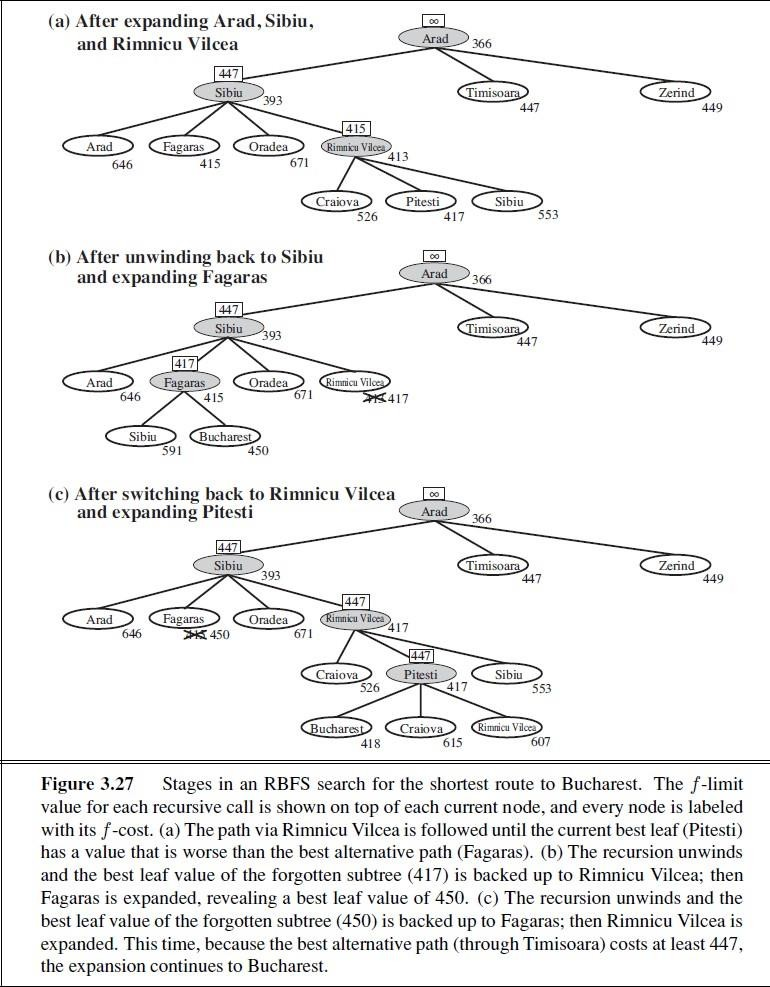 (a) After expanding Arad, Sibiu,
and Rimnicu Vilcea
∞
Arad
366
447
Sibiu
393
Timisoara
447
Zerind
449
Arad
646
Fagaras
415
Oradea
671
415
Rimnicu Vilcea
413
Craiova
526
Pitesti
417
Sibiu
553
(b) After unwinding back to Sibiu
and expanding Fagaras
∞
Arad
366
447
Sibiu
393
Timisoara
447
Zerind
449
Arad
646
417
Fagaras
415
Oradea
671
Rimnicu Vilcea
413 417
Sibiu
591
Bucharest
450
(c) After switching back to Rimnicu Vilcea
and expanding Pitesti
∞
Arad
366
447
Sibiu
393
Timisoara
447
Zerind
449
Arad
646
Fagaras
415 450
Oradea
671
447
Rimnicu Vilcea
417
Craiova
526
447
Pitesti
417
Sibiu
553
Bucharest
418
Craiova
615
Rimnicu Vilcea
607
Figure 3.27 Stages in an RBFS search for the shortest route to Bucharest. The f-limit
value for each recursive call is shown on top of each current node, and every node is labeled
with its f-cost. (a) The path via Rimnicu Vilcea is followed until the current best leaf (Pitesti)
has a value that is worse than the best alternative path (Fagaras). (b) The recursion unwinds
and the best leaf value of the forgotten subtree (417) is backed up to Rimnicu Vilcea; then
Fagaras is expanded, revealing a best leaf value of 450. (c) The recursion unwinds and the
best leaf value of the forgotten subtree (450) is backed up to Fagaras; then Rimnicu Vilcea is
expanded. This time, because the best alternative path (through Timisoara) costs at least 447,
the expansion continues to Bucharest.